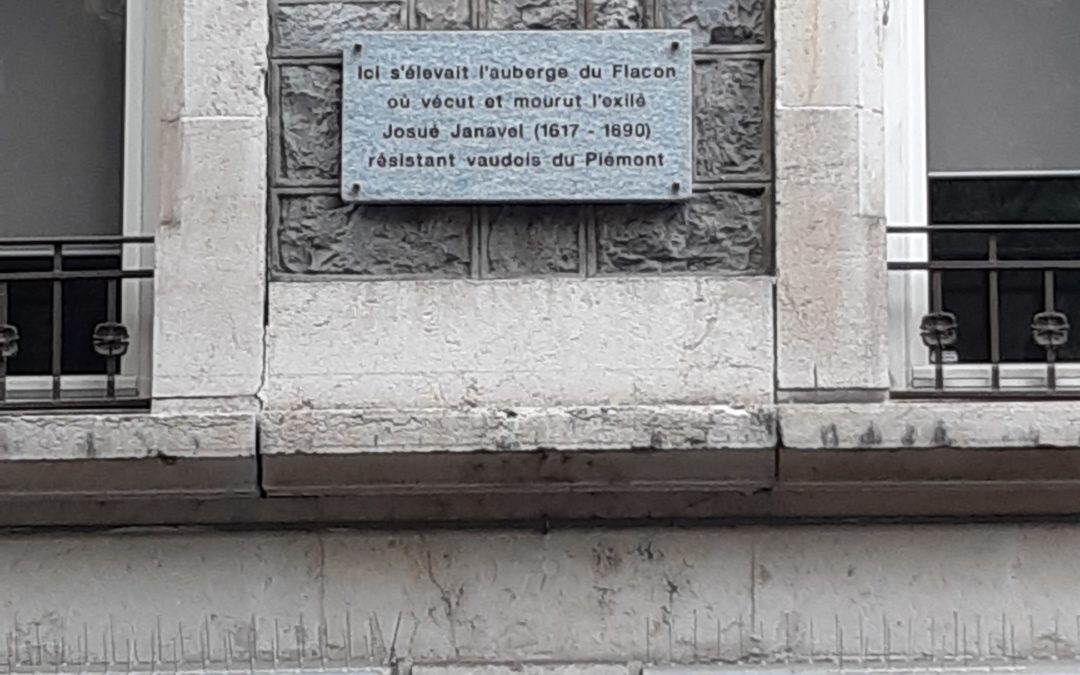 Ici s'élevait l'auberge du Flacon
où vécut et mourut l'exilé
Josué Janavel (1617 - 1690)
résistant vaudois du Piémont